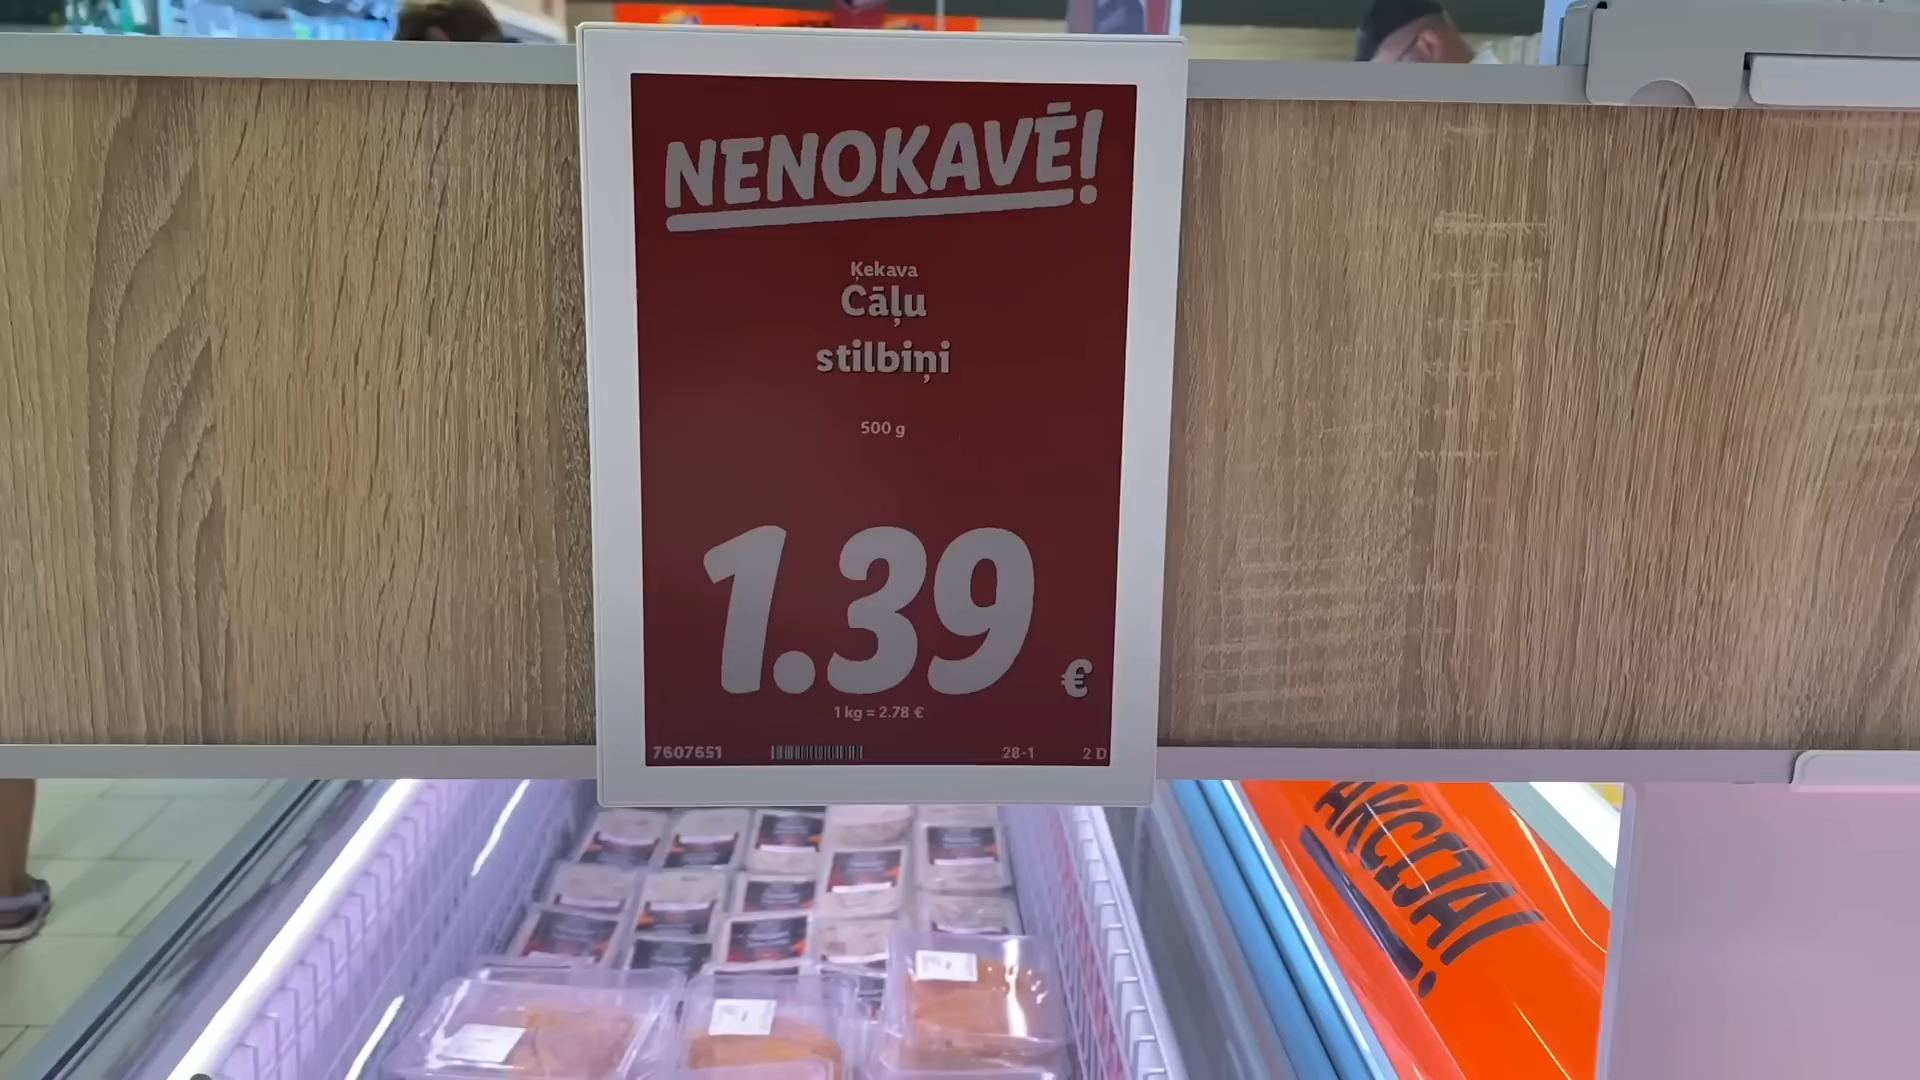 NENOKAVĒ!
Ķekava
Cāļu
stilbiņi
500 g
1.39 €
1 kg = 2.78 €
7607651 28-1 2 D
AKCIJA!